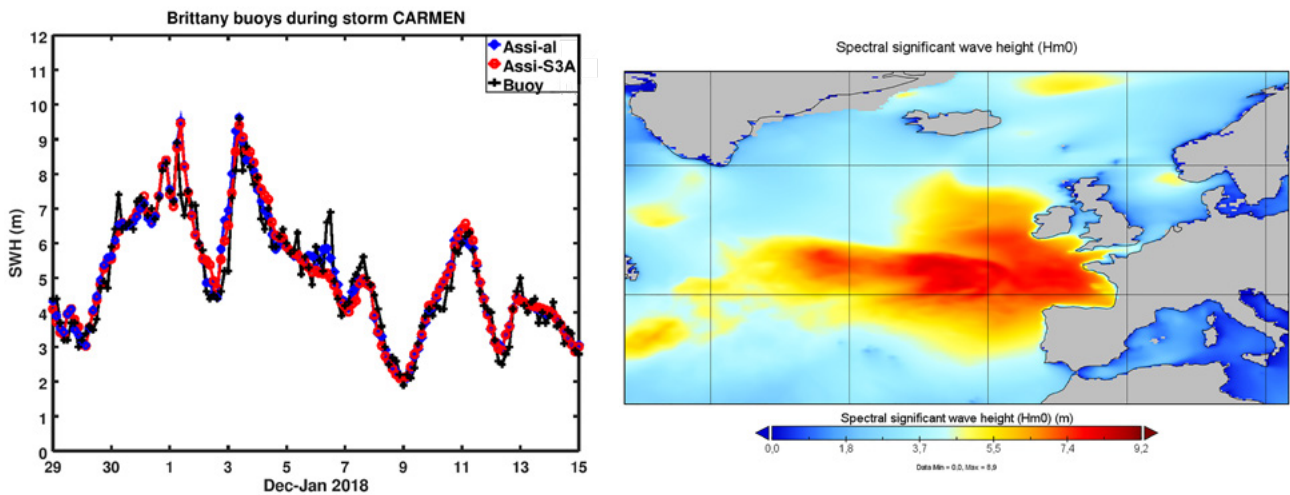 Brittany buoys during storm CARMEN
12
11
10
9
8
7
6
5
4
3
2
1
0
SWH (m)
Assi-al
Assi-S3A
Buoy
29 30 1 3 5 7 9 11 13 15
Dec-Jan 2018
Spectral significant wave height (Hm0)
Spectral significant wave height (Hm0) (m)
0,0 1,8 3,7 5,5 7,4 9,2
Data Min = 0,0, Max = 8,9